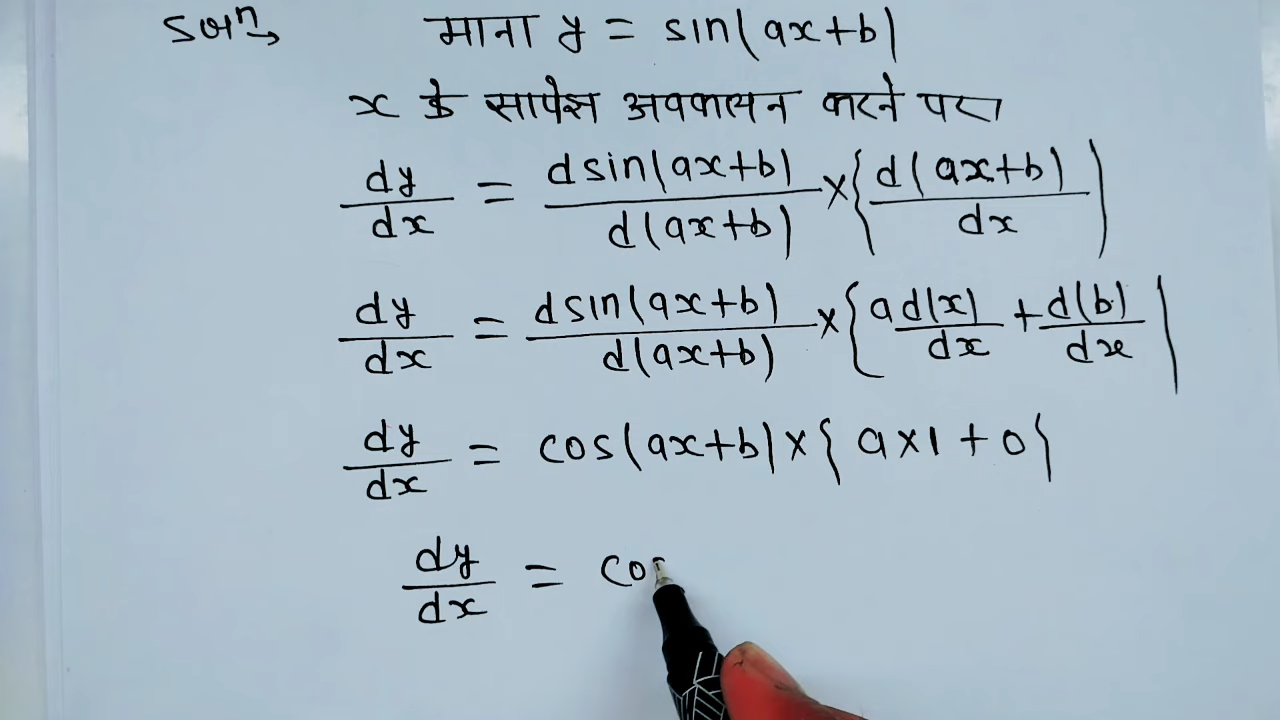 Solⁿ→ माना y = sin(ax+b)
x के सापेक्ष अवकलन करने पर
dy/dx = d sin(ax+b)/d(ax+b) × {d(ax+b)/dx}
dy/dx = d sin(ax+b)/d(ax+b) × {a d(x)/dx + d(b)/dx}
dy/dx = cos(ax+b) × {a×1+0}
dy/dx = cos